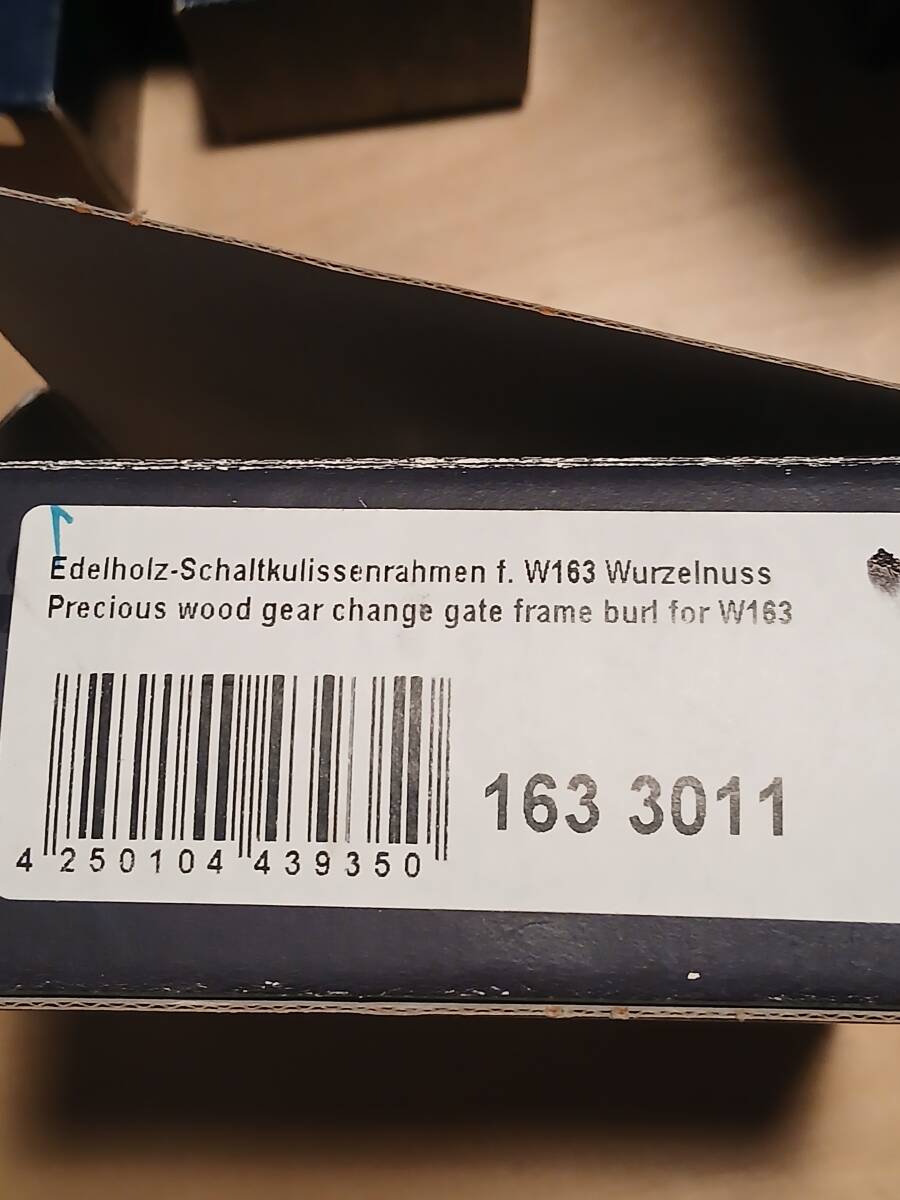 Edelholz-Schaltkulissenrahmen f. W163 Wurzelnuss
Precious wood gear change gate frame burl for W163
163 3011
4 250104 439350